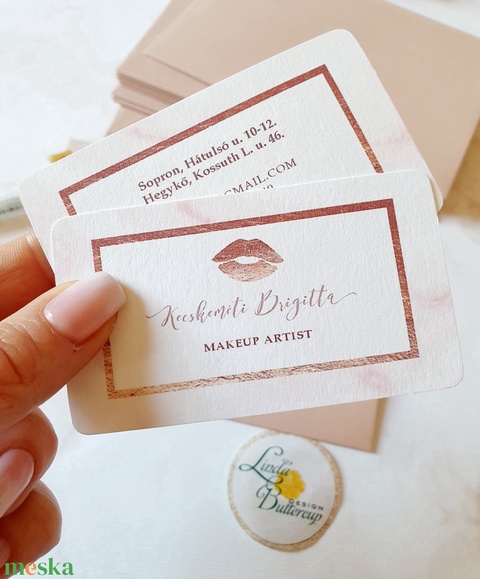 Sopron, Hátulsó u. 10-12.
Hegykő, Kossuth L. u. 46.
GMAIL.COM
Kecskeméti Brigitta
MAKEUP ARTIST
Linda
Buttercup
DESIGN
meska